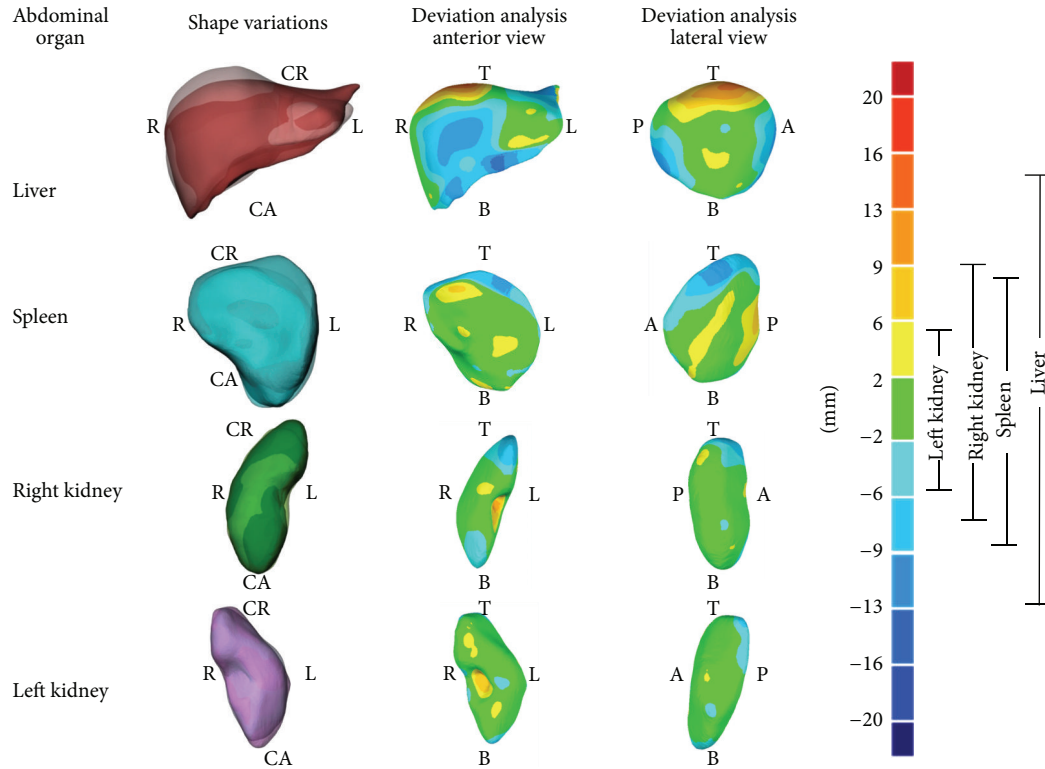 Abdominal
organ
Shape variations
Deviation analysis
anterior view
Deviation analysis
lateral view
Liver
CR
R
L
CA
T
R
L
B
T
P
A
B
Spleen
CR
R
L
CA
T
R
L
B
T
A
P
B
Right kidney
CR
R
L
CA
T
R
L
B
T
P
A
B
Left kidney
CR
R
L
CA
T
R
L
B
T
A
P
B
(mm)
20
16
13
9
6
2
−2
−6
−9
−13
−16
−20
Left kidney
Right kidney
Spleen
Liver